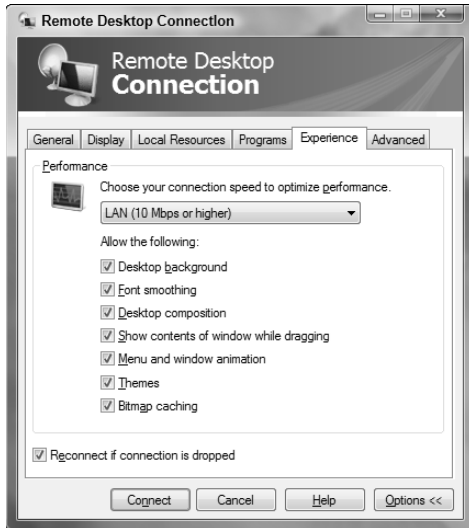 Remote Desktop Connection
Remote Desktop
Connection
General Display Local Resources Programs Experience Advanced
Performance
Choose your connection speed to optimize performance.
LAN (10 Mbps or higher)
Allow the following:
Desktop background
Font smoothing
Desktop composition
Show contents of window while dragging
Menu and window animation
Themes
Bitmap caching
Reconnect if connection is dropped
Connect Cancel Help Options <<